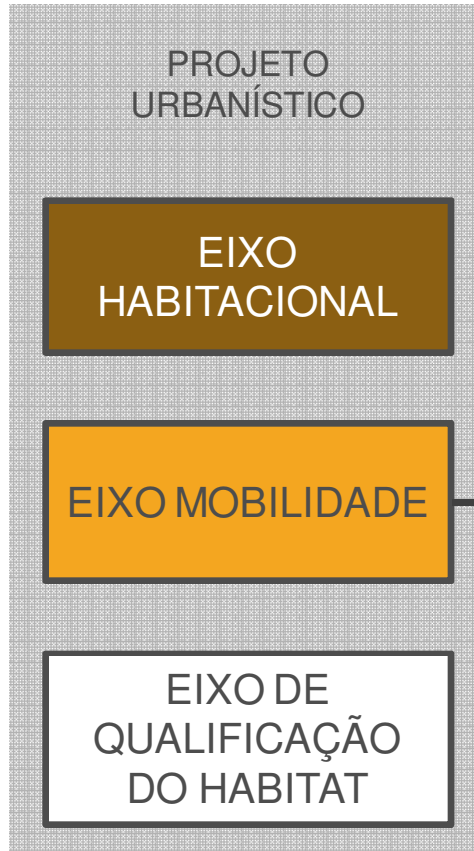 PROJETO
URBANÍSTICO
EIXO
HABITACIONAL
EIXO MOBILIDADE
EIXO DE
QUALIFICAÇÃO
DO HABITAT